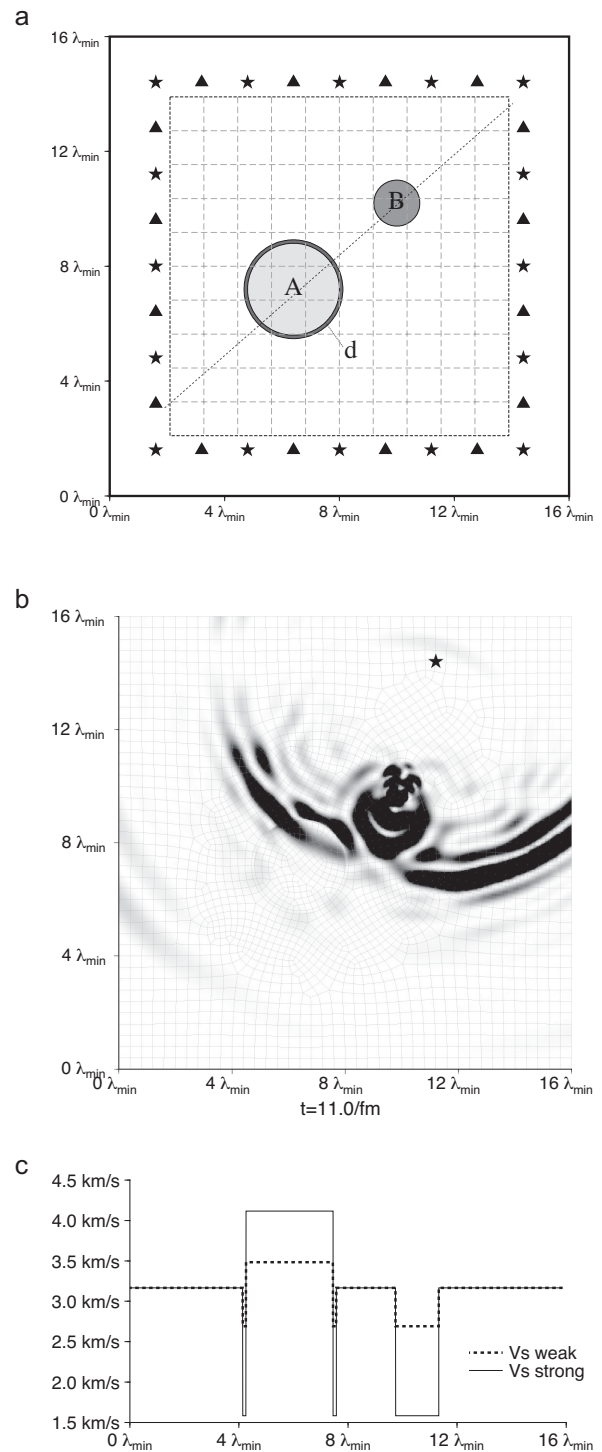 a
16 λmin
12 λmin
8 λmin
4 λmin
0 λmin
A
B
d
0 λmin 4 λmin 8 λmin 12 λmin 16 λmin
b
16 λmin
12 λmin
8 λmin
4 λmin
0 λmin
0 λmin 4 λmin 8 λmin 12 λmin 16 λmin
t=11.0/fm
c
4.5 km/s
4.0 km/s
3.5 km/s
3.0 km/s
2.5 km/s
2.0 km/s
1.5 km/s
Vs weak
Vs strong
0 λmin 4 λmin 8 λmin 12 λmin 16 λmin